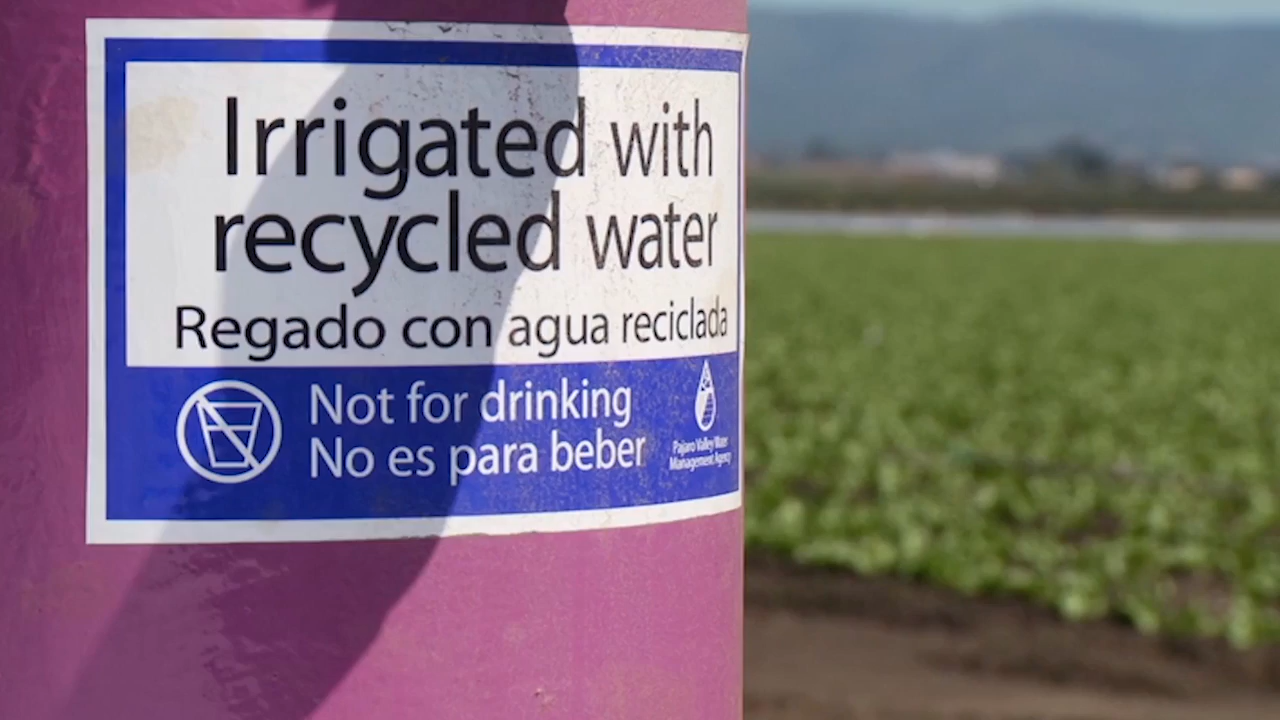 Irrigated with
recycled water
Regado con agua reciclada
Not for drinking
No es para beber
Pajaro Valley Water
Management Agency